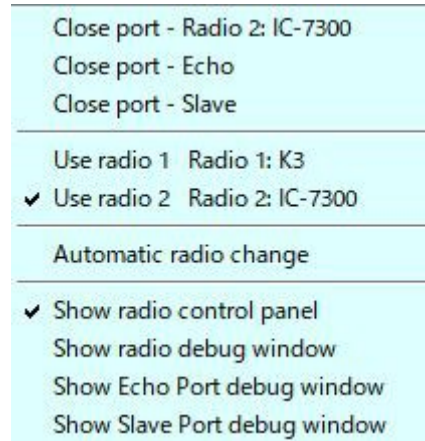 Close port - Radio 2: IC-7300
Close port - Echo
Close port - Slave
Use radio 1 Radio 1: K3
Use radio 2 Radio 2: IC-7300
Automatic radio change
Show radio control panel
Show radio debug window
Show Echo Port debug window
Show Slave Port debug window